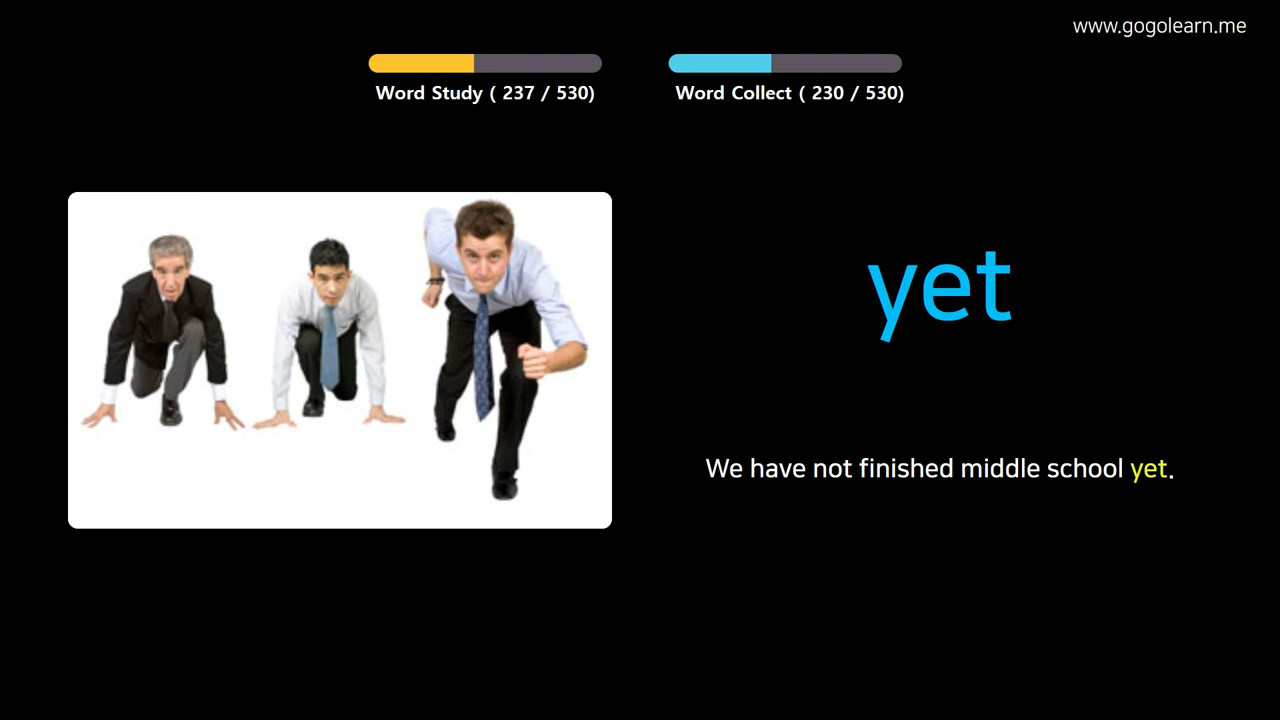 www.gogolearn.me
Word Study ( 237 / 530)
Word Collect ( 230 / 530)
yet
We have not finished middle school yet.